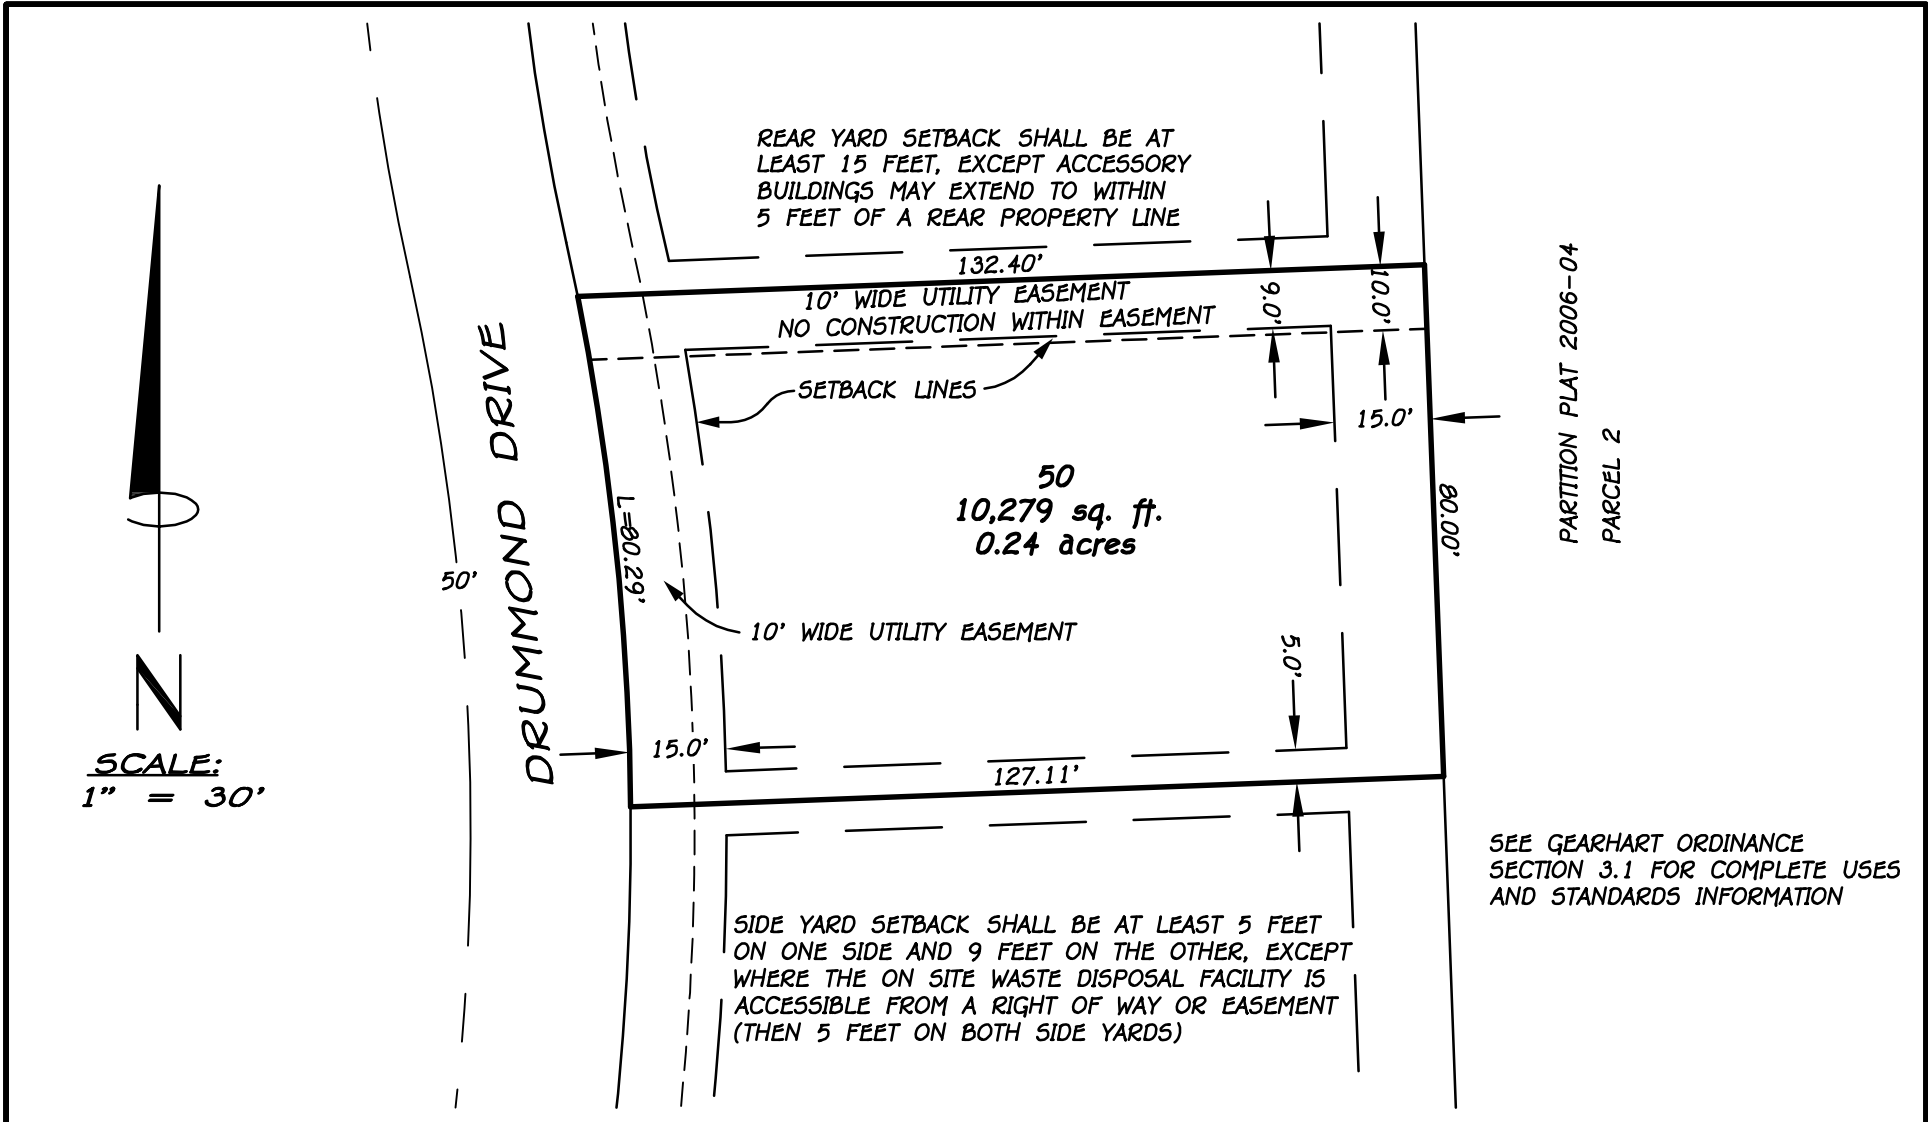 REAR YARD SETBACK SHALL BE AT
LEAST 15 FEET, EXCEPT ACCESSORY
BUILDINGS MAY EXTEND TO WITHIN
5 FEET OF A REAR PROPERTY LINE
132.40'
10' WIDE UTILITY EASEMENT
NO CONSTRUCTION WITHIN EASEMENT
9.0'
10.0'
SETBACK LINES
15.0'
PARTITION PLAT 2006-04
PARCEL 2
50
10,279 sq. ft.
0.24 acres
L=80.29'
80.00'
50'
DRUMMOND DRIVE
10' WIDE UTILITY EASEMENT
5.0'
15.0'
127.11'
N
SCALE:
1" = 30'
SEE GEARHART ORDINANCE
SECTION 3.1 FOR COMPLETE USES
AND STANDARDS INFORMATION
SIDE YARD SETBACK SHALL BE AT LEAST 5 FEET
ON ONE SIDE AND 9 FEET ON THE OTHER, EXCEPT
WHERE THE ON SITE WASTE DISPOSAL FACILITY IS
ACCESSIBLE FROM A RIGHT OF WAY OR EASEMENT
(THEN 5 FEET ON BOTH SIDE YARDS)